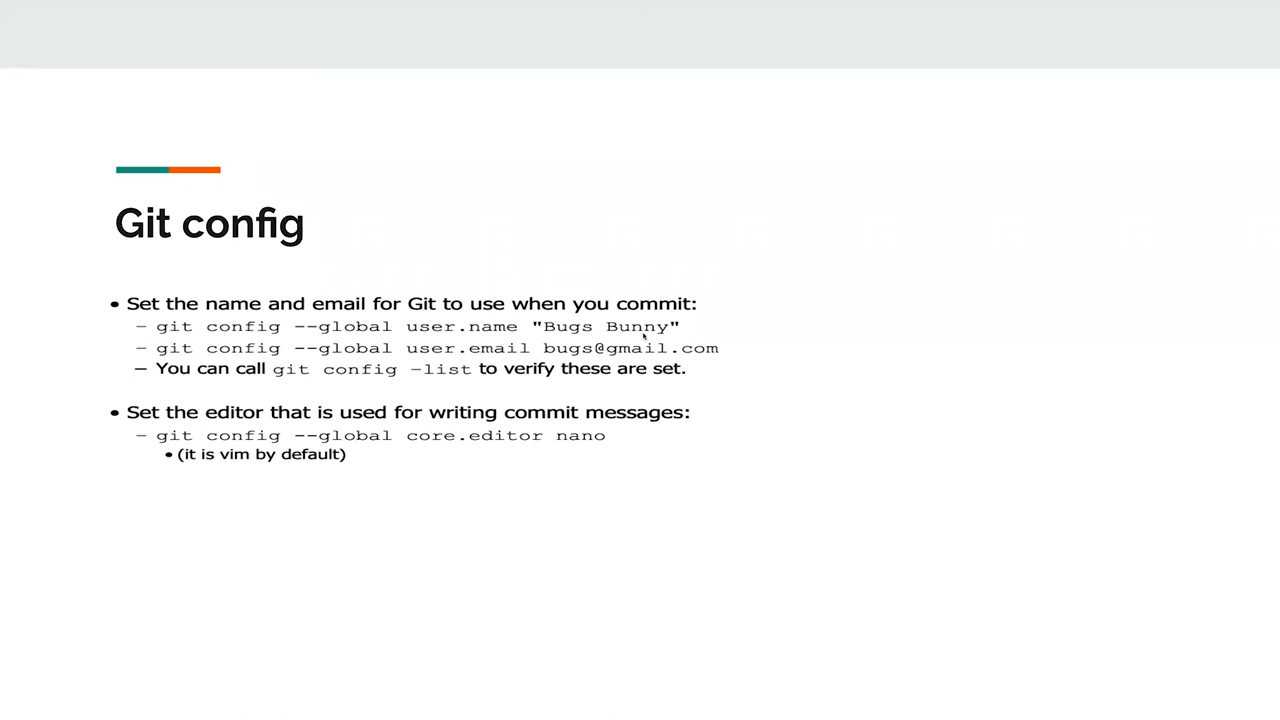 Git config
• Set the name and email for Git to use when you commit:
– git config --global user.name "Bugs Bunny"
– git config --global user.email bugs@gmail.com
– You can call git config –list to verify these are set.
• Set the editor that is used for writing commit messages:
– git config --global core.editor nano
• (it is vim by default)